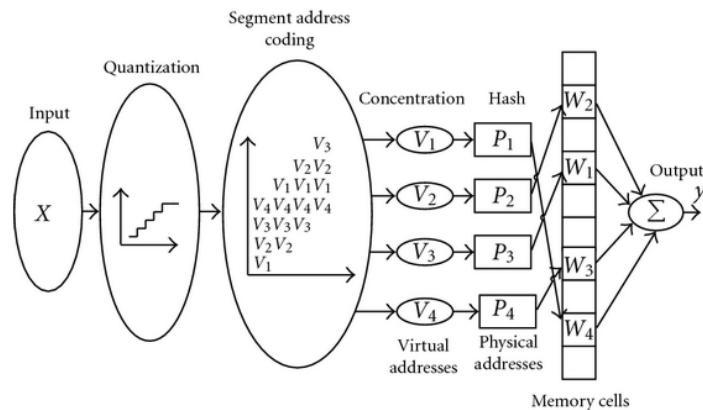 Segment address
coding
Quantization
Input
Concentration
Hash
X
V3
V2 V2
V1 V1 V1
V4 V4 V4 V4
V3 V3 V3
V2 V2
V1
V1
P1
V2
P2
V3
P3
V4
P4
W2
W1
W3
W4
Output
y
Σ
Virtual
addresses
Physical
addresses
Memory cells